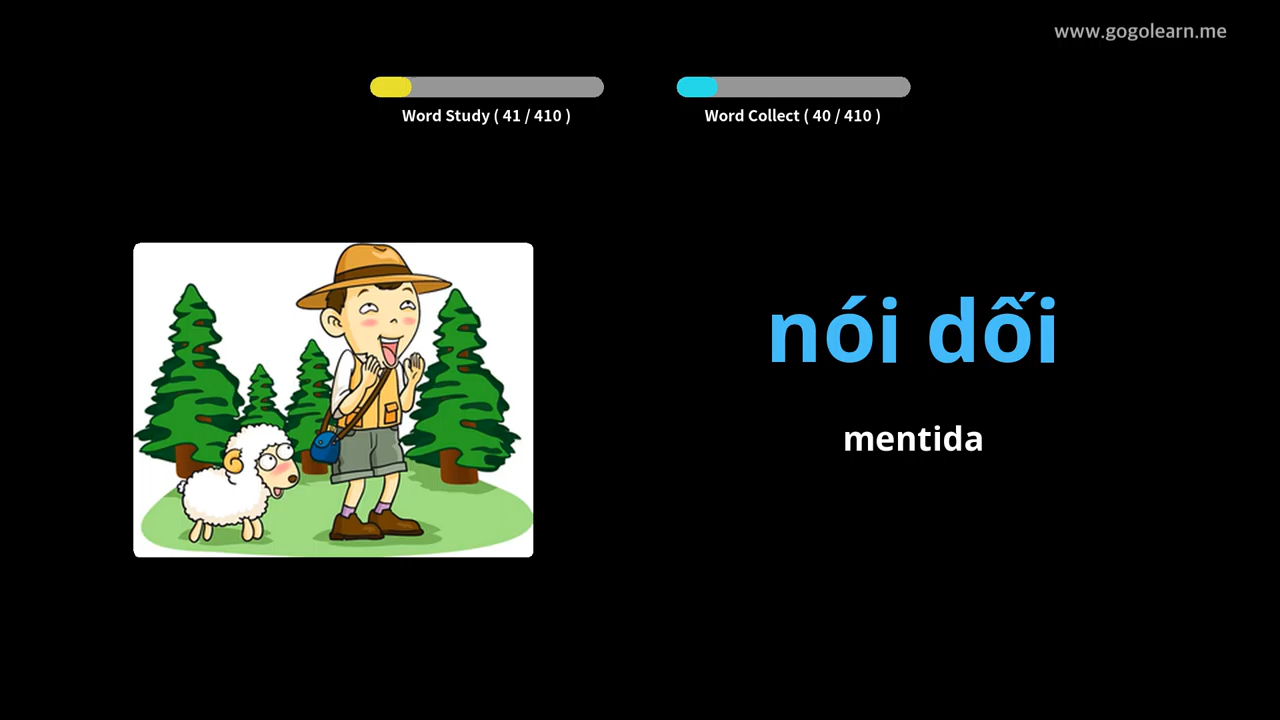 www.gogolearn.me
Word Study ( 41 / 410 )
Word Collect ( 40 / 410 )
nói dối
mentida